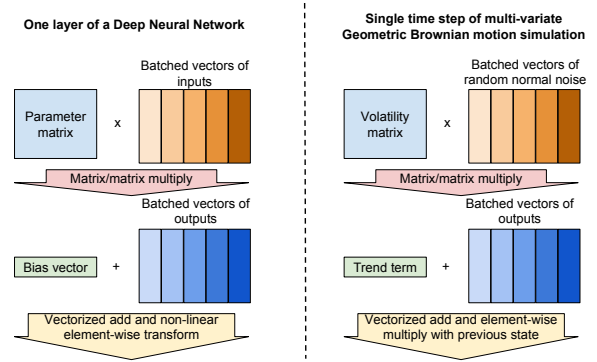 One layer of a Deep Neural Network
Batched vectors of
inputs
Parameter
matrix
x
Matrix/matrix multiply
Batched vectors of
outputs
Bias vector
+
Vectorized add and non-linear
element-wise transform
Single time step of multi-variate
Geometric Brownian motion simulation
Batched vectors of
random normal noise
Volatility
matrix
x
Matrix/matrix multiply
Batched vectors of
outputs
Trend term
+
Vectorized add and element-wise
multiply with previous state